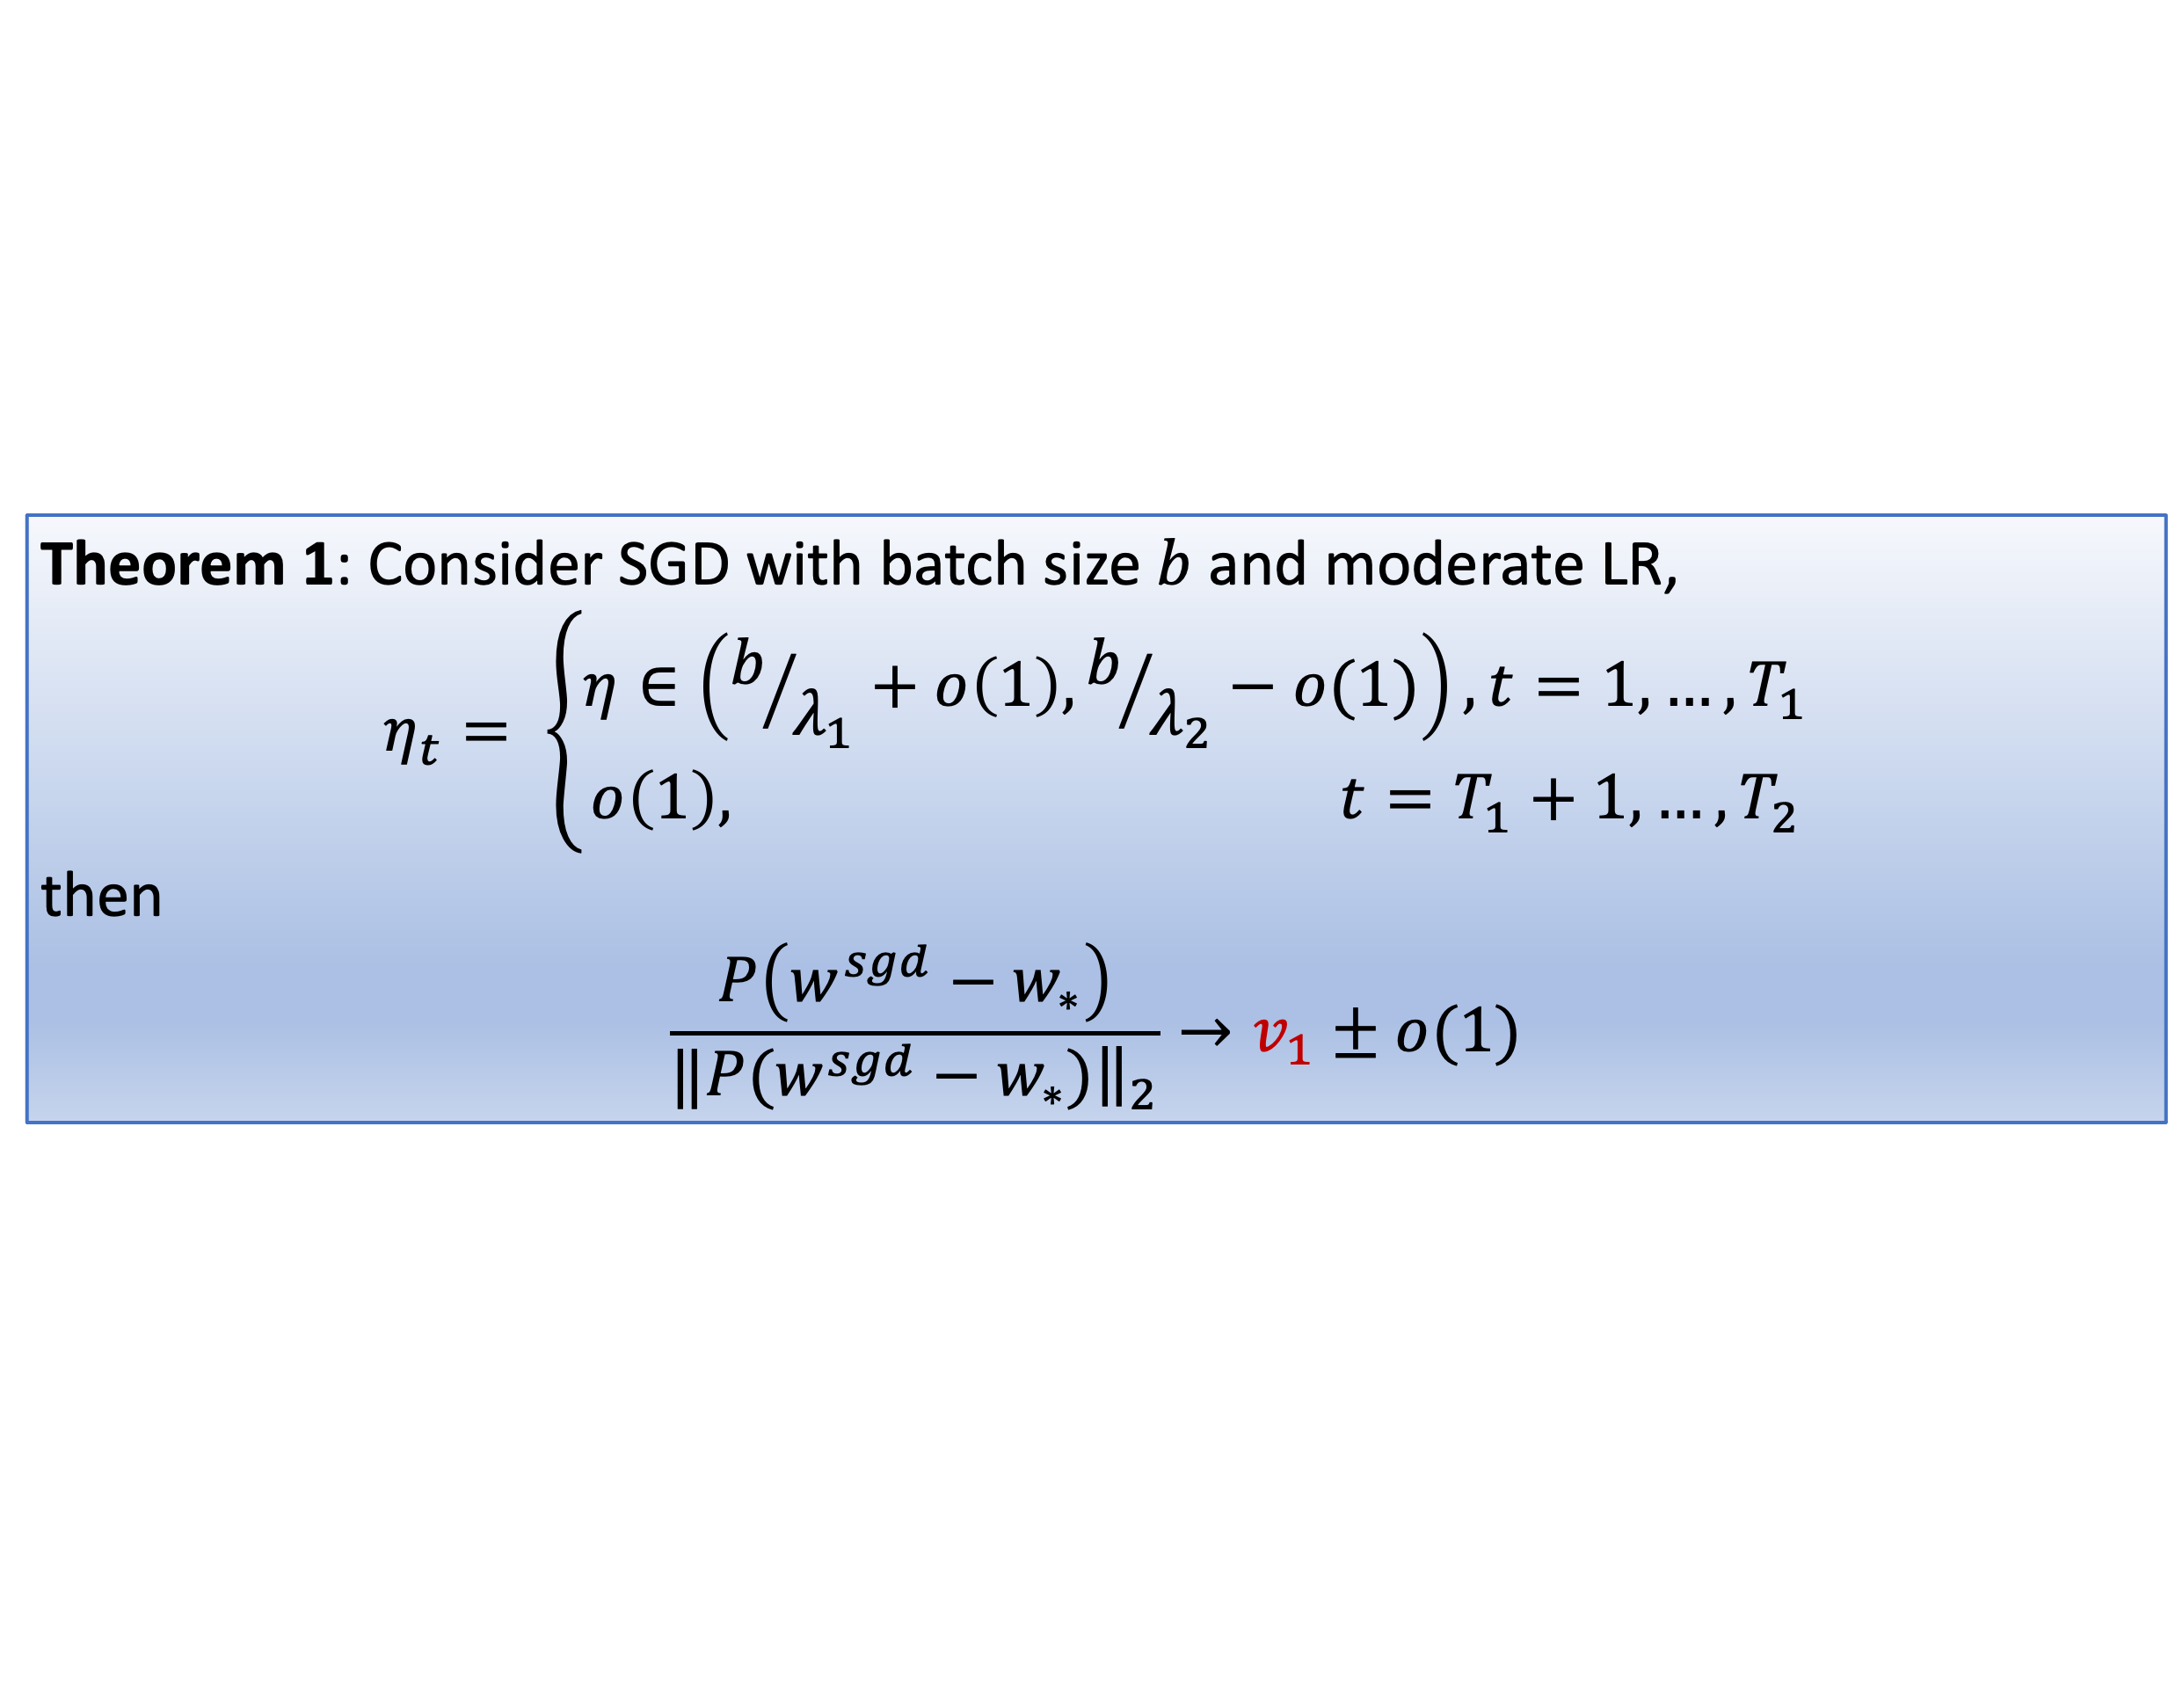 Theorem 1: Consider SGD with batch size b and moderate LR,
η_t = { η ∈ (b/λ_1 + o(1), b/λ_2 − o(1)), t = 1, … , T_1
o(1), t = T_1 + 1, … , T_2
then
P(w^{sgd} − w_*) / ‖P(w^{sgd} − w_*)‖_2 → v_1 ± o(1)